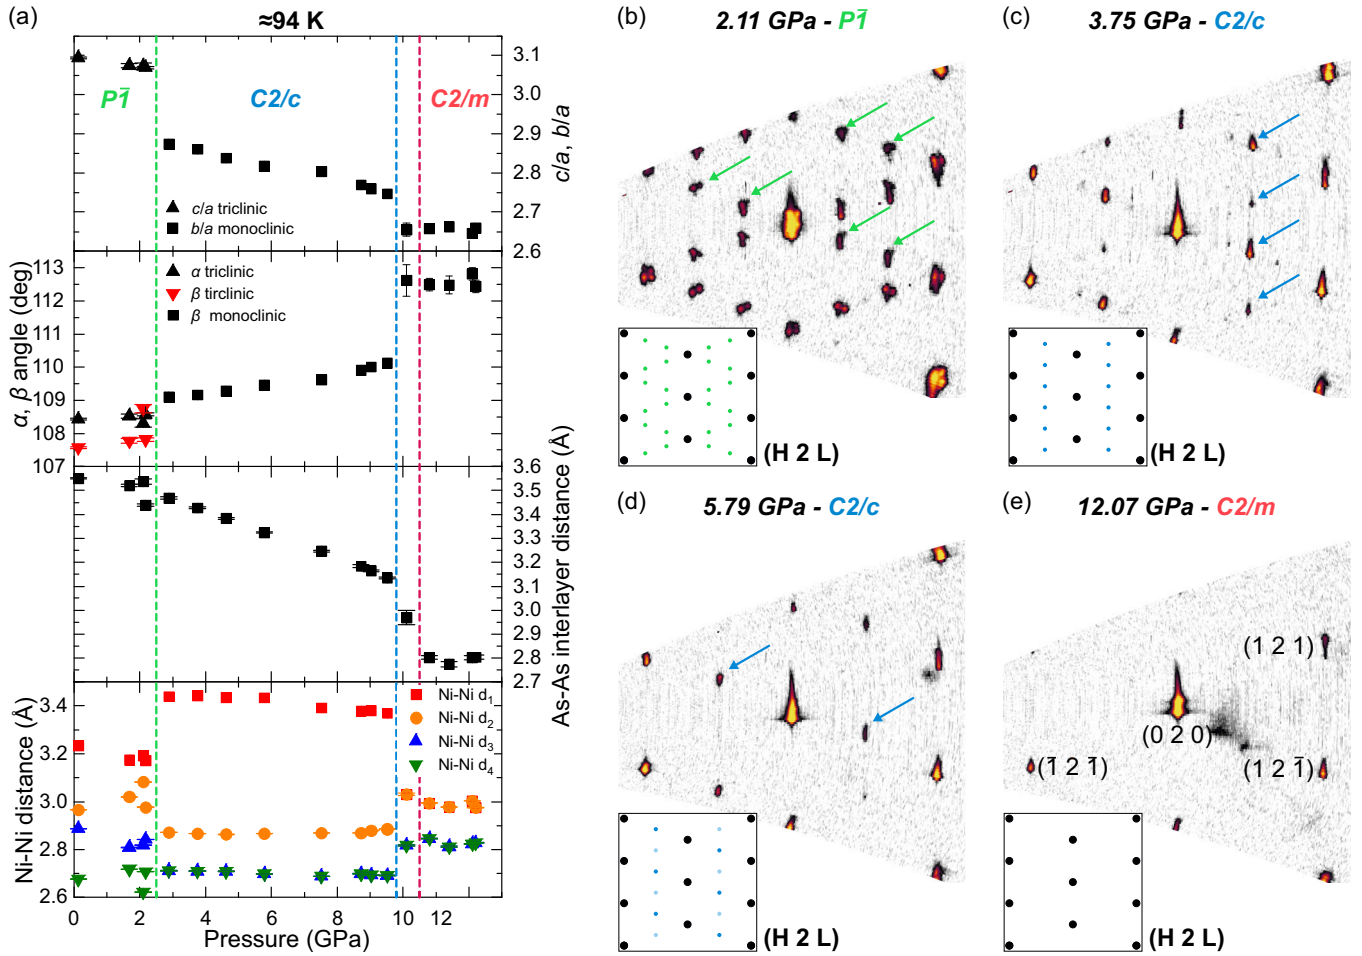 (a)
≈94 K
P1̄
C2/c
C2/m
c/a triclinic
b/a monoclinic
3.1
3.0
2.9
2.8
2.7
2.6
c/a, b/a
α triclinic
β tirclinic
β monoclinic
113
112
111
110
109
108
107
α, β angle (deg)
3.6
3.5
3.4
3.3
3.2
3.1
3.0
2.9
2.8
2.7
As-As interlayer distance (Å)
Ni-Ni d1
Ni-Ni d2
Ni-Ni d3
Ni-Ni d4
3.4
3.2
3.0
2.8
2.6
Ni-Ni distance (Å)
0 2 4 6 8 10 12
Pressure (GPa)
(b)
2.11 GPa - P1̄
(H 2 L)
(c)
3.75 GPa - C2/c
(H 2 L)
(d)
5.79 GPa - C2/c
(H 2 L)
(e)
12.07 GPa - C2/m
(1 2 1)
(0 2 0)
(1̄ 2 1̄)
(1 2 1̄)
(H 2 L)